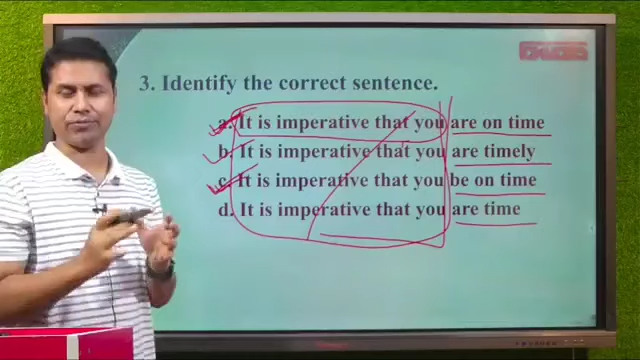 3. Identify the correct sentence.
a. It is imperative that you are on time
b. It is imperative that you are timely
c. It is imperative that you be on time
d. It is imperative that you are time